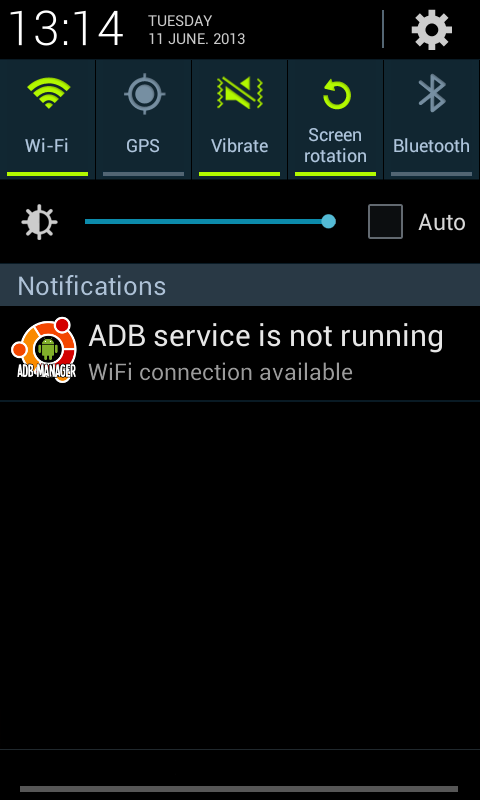 13:14
TUESDAY
11 JUNE. 2013
Wi-Fi
GPS
Vibrate
Screen
rotation
Bluetooth
Auto
Notifications
ADB service is not running
ADB MANAGER
WiFi connection available